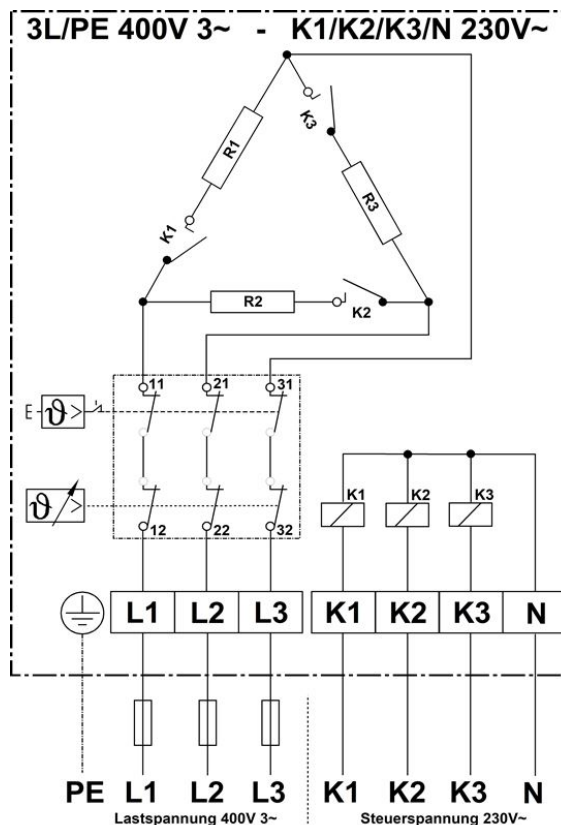 3L/PE 400V 3~ - K1/K2/K3/N 230V~
K3
R1
R3
K1
R2
K2
11 21 31
E ϑ >
K1 K2 K3
ϑ >
12 22 32
L1 L2 L3 K1 K2 K3 N
PE L1 L2 L3 K1 K2 K3 N
Lastspannung 400V 3~ Steuerspannung 230V~